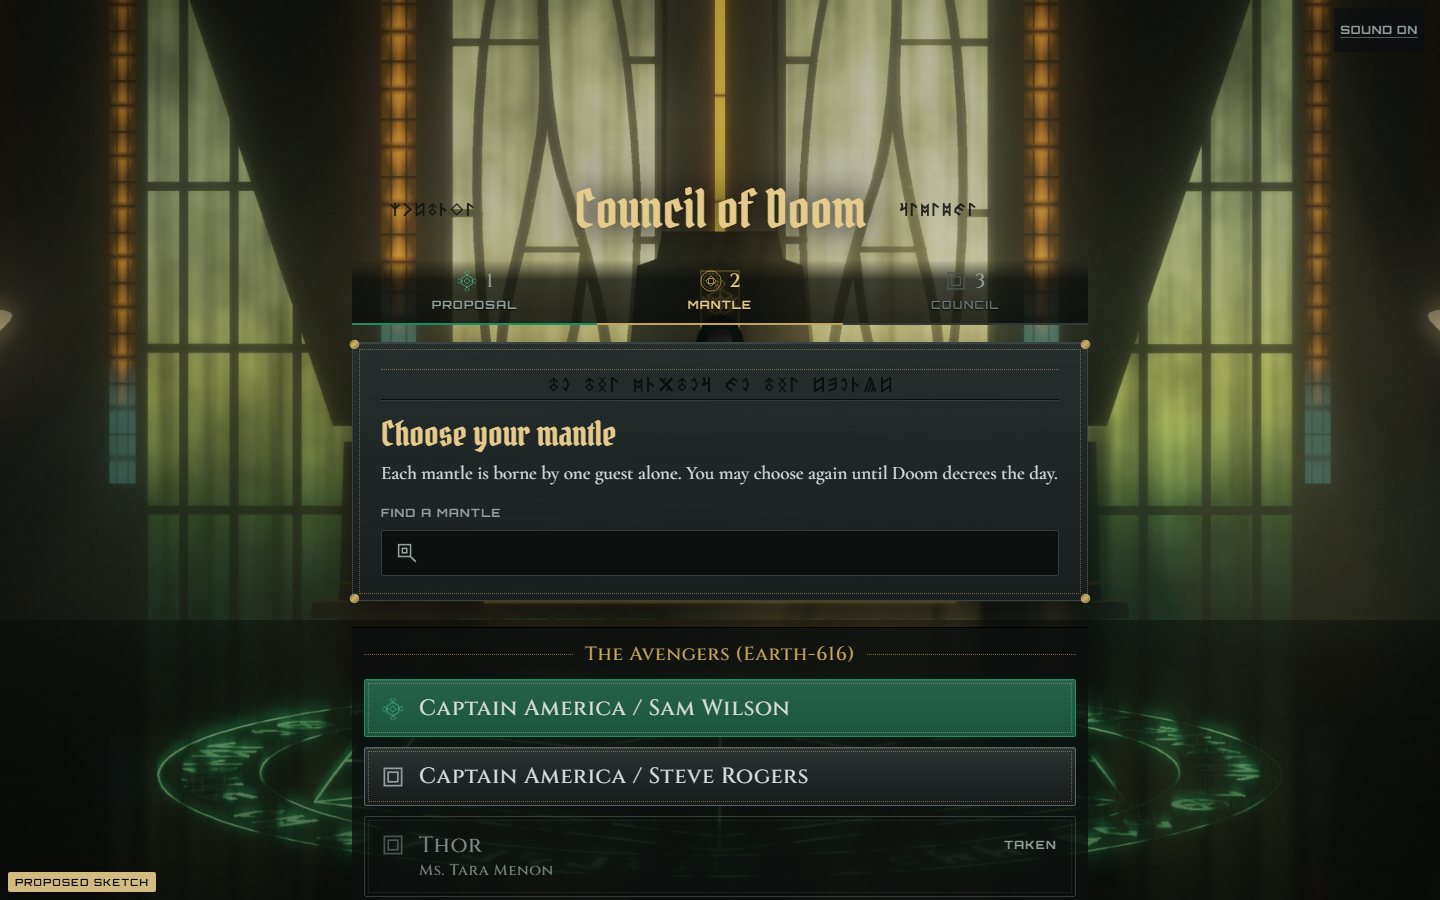 SOUND ON
Council of Doom
1
PROPOSAL
2
MANTLE
3
COUNCIL
Choose your mantle
Each mantle is borne by one guest alone. You may choose again until Doom decrees the day.
FIND A MANTLE
The Avengers (Earth-616)
Captain America / Sam Wilson
Captain America / Steve Rogers
Thor
TAKEN
Ms. Tara Menon
PROPOSED SKETCH